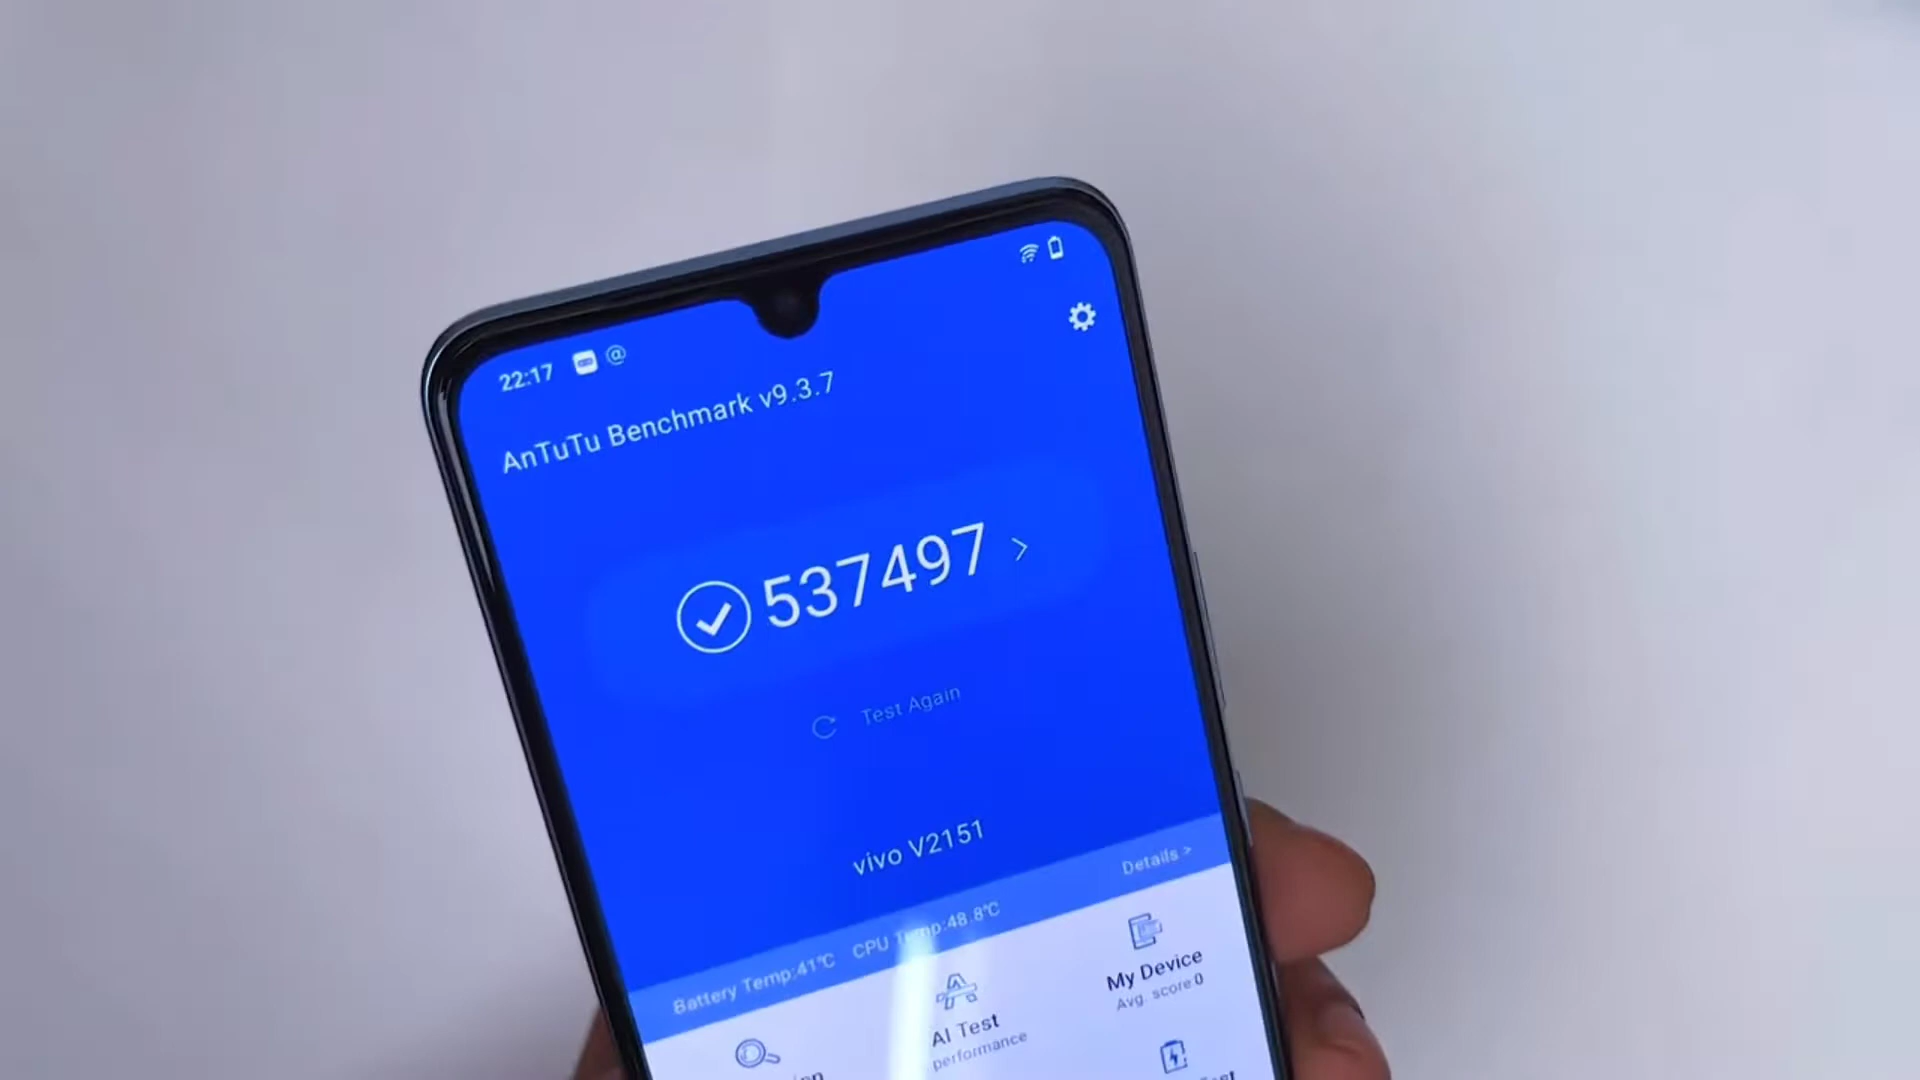 22:17 @
AnTuTu Benchmark v9.3.7
537497 >
Test Again
vivo V2151
Battery Temp:41℃ CPU Temp:48.8℃ Details >
AI Test
performance
My Device
Avg. score 0